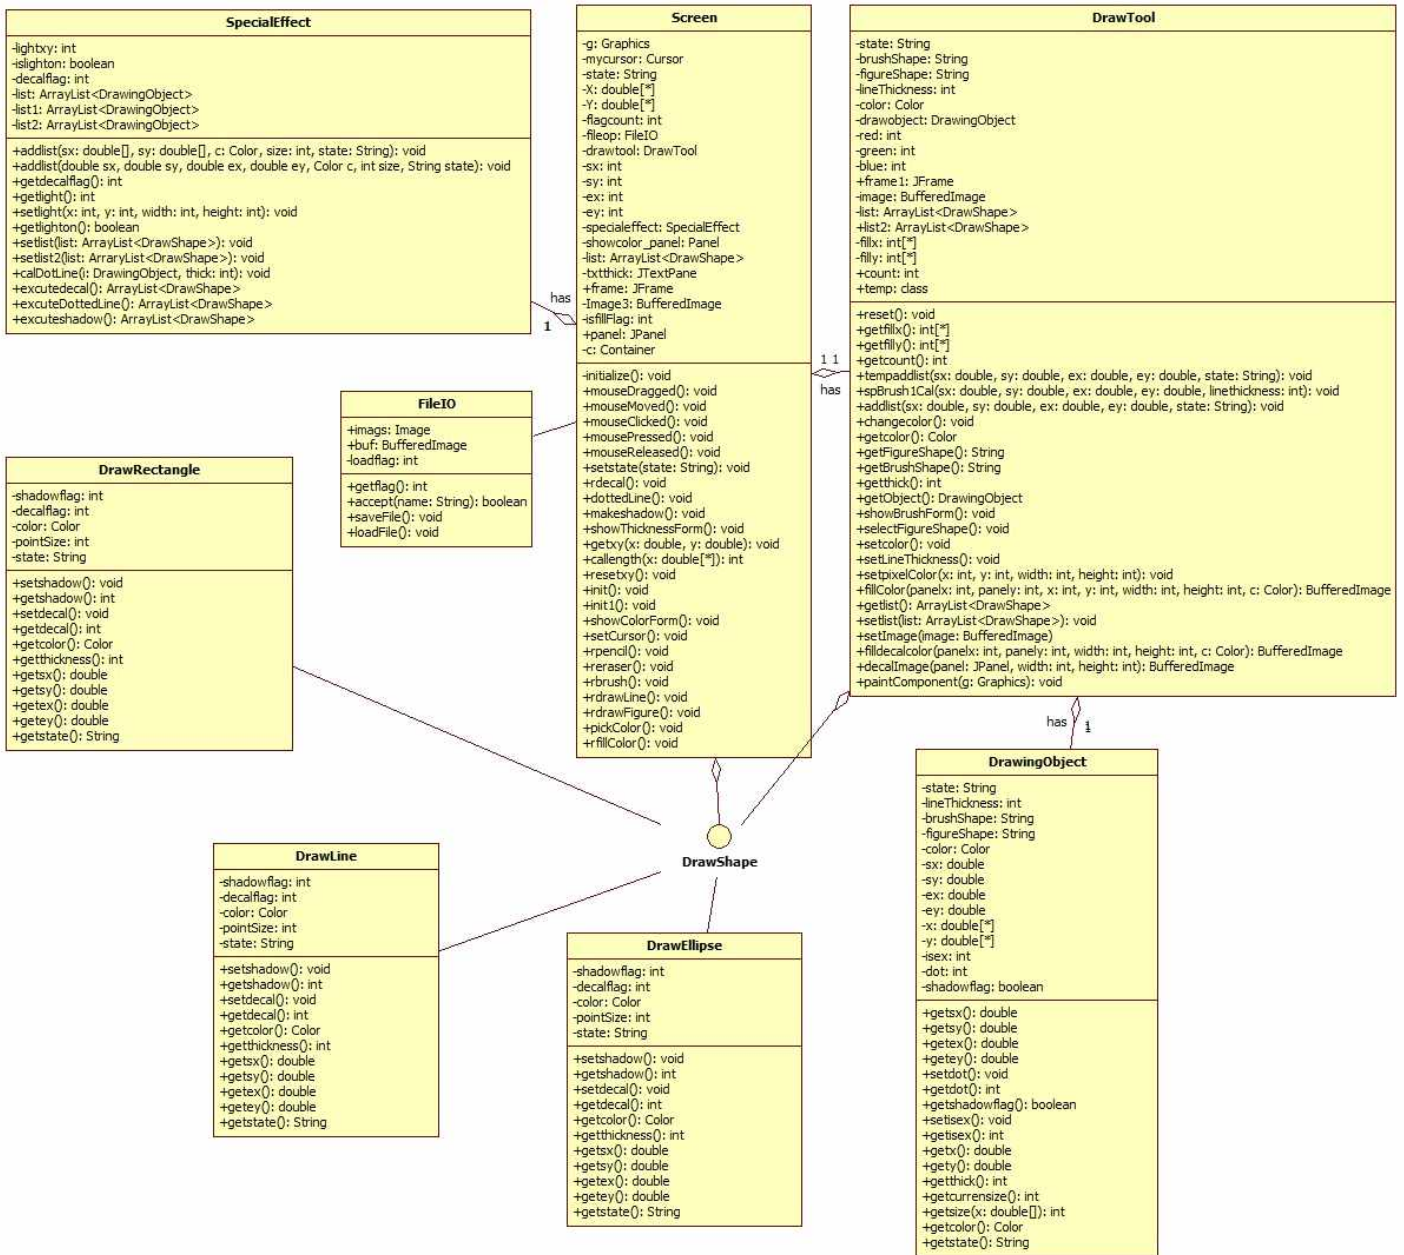 SpecialEffect
-lightxy: int
-islighton: boolean
-decalflag: int
-list: ArrayList<DrawingObject>
-list1: ArrayList<DrawingObject>
-list2: ArrayList<DrawingObject>
+addlist(sx: double[], sy: double[], c: Color, size: int, state: String): void
+addlist(double sx, double sy, double ex, double ey, Color c, int size, String state): void
+getdecalflag(): int
+getlight(): int
+setlight(x: int, y: int, width: int, height: int): void
+getlighton(): boolean
+setlist(list: ArrayList<DrawShape>): void
+setlist2(list: ArraryList<DrawShape>): void
+calDotLine(i: DrawingObject, thick: int): void
+excutedecal(): ArrayList<DrawShape>
+excuteDottedLine(): ArrayList<DrawShape>
+excuteshadow(): ArrayList<DrawShape>
has
1
Screen
-g: Graphics
-mycursor: Cursor
-state: String
-X: double[*]
-Y: double[*]
-flagcount: int
-fileop: FileIO
-drawtool: DrawTool
-sx: int
-sy: int
-ex: int
-ey: int
-specialeffect: SpecialEffect
-showcolor_panel: Panel
-list: ArrayList<DrawShape>
-txtthick: JTextPane
+frame: JFrame
-Image3: BufferedImage
-isfillFlag: int
+panel: JPanel
-c: Container
-initialize(): void
+mouseDragged(): void
+mouseMoved(): void
+mouseClicked(): void
+mousePressed(): void
+mouseReleased(): void
+setstate(state: String): void
+rdecal(): void
+dottedLine(): void
+makeshadow(): void
+showThicknessForm(): void
+getxy(x: double, y: double): void
+callength(x: double[*]): int
+resetxy(): void
+init(): void
+init1(): void
+showColorForm(): void
+setCursor(): void
+rpencil(): void
+reraser(): void
+rbrush(): void
+rdrawLine(): void
+rdrawFigure(): void
+pickColor(): void
+rfillColor(): void
1 1
has
DrawTool
-state: String
-brushShape: String
-figureShape: String
-lineThickness: int
-color: Color
-drawobject: DrawingObject
-red: int
-green: int
-blue: int
+frame1: JFrame
-image: BufferedImage
-list: ArrayList<DrawShape>
+list2: ArrayList<DrawShape>
-fillx: int[*]
-filly: int[*]
+count: int
+temp: class
+reset(): void
+getfillx(): int[*]
+getfilly(): int[*]
+getcount(): int
+tempaddlist(sx: double, sy: double, ex: double, ey: double, state: String): void
+spBrush1Cal(sx: double, sy: double, ex: double, ey: double, linethickness: int): void
+addlist(sx: double, sy: double, ex: double, ey: double, state: String): void
+changecolor(): void
+getcolor(): Color
+getFigureShape(): String
+getBrushShape(): String
+getthick(): int
+getObject(): DrawingObject
+showBrushForm(): void
+selectFigureShape(): void
+setcolor(): void
+setLineThickness(): void
+setpixelColor(x: int, y: int, width: int, height: int): void
+fillColor(panelx: int, panely: int, x: int, y: int, width: int, height: int, c: Color): BufferedImage
+getlist(): ArrayList<DrawShape>
+setlist(list: ArrayList<DrawShape>): void
+setImage(image: BufferedImage)
+filldecalcolor(panelx: int, panely: int, width: int, height: int, c: Color): BufferedImage
+decalImage(panel: JPanel, width: int, height: int): BufferedImage
+paintComponent(g: Graphics): void
FileIO
+imags: Image
+buf: BufferedImage
-loadflag: int
+getflag(): int
+accept(name: String): boolean
+saveFile(): void
+loadFile(): void
DrawRectangle
-shadowflag: int
-decalflag: int
-color: Color
-pointSize: int
-state: String
+setshadow(): void
+getshadow(): int
+setdecal(): void
+getdecal(): int
+getcolor(): Color
+getthickness(): int
+getsx(): double
+getsy(): double
+getex(): double
+getey(): double
+getstate(): String
has
1
DrawShape
DrawLine
-shadowflag: int
-decalflag: int
-color: Color
-pointSize: int
-state: String
+setshadow(): void
+getshadow(): int
+setdecal(): void
+getdecal(): int
+getcolor(): Color
+getthickness(): int
+getsx(): double
+getsy(): double
+getex(): double
+getey(): double
+getstate(): String
DrawEllipse
-shadowflag: int
-decalflag: int
-color: Color
-pointSize: int
-state: String
+setshadow(): void
+getshadow(): int
+setdecal(): void
+getdecal(): int
+getcolor(): Color
+getthickness(): int
+getsx(): double
+getsy(): double
+getex(): double
+getey(): double
+getstate(): String
DrawingObject
-state: String
-lineThickness: int
-brushShape: String
-figureShape: String
-color: Color
-sx: double
-sy: double
-ex: double
-ey: double
-x: double[*]
-y: double[*]
-isex: int
-dot: int
-shadowflag: boolean
+getsx(): double
+getsy(): double
+getex(): double
+getey(): double
+setdot(): void
+getdot(): int
+getshadowflag(): boolean
+setisex(): void
+getisex(): int
+getx(): double
+gety(): double
+getthick(): int
+getcurrensize(): int
+getsize(x: double[]): int
+getcolor(): Color
+getstate(): String